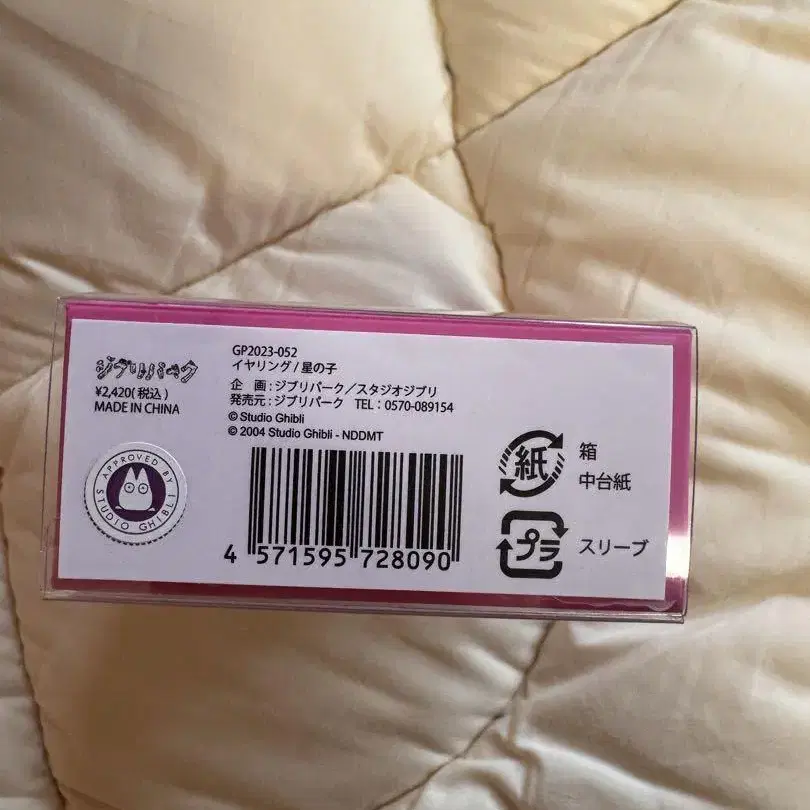 ジブリパーク
¥2,420(税込)
MADE IN CHINA
APPROVED BY
STUDIO GHIBLI
GP2023-052
イヤリング/星の子
企　画:ジブリパーク／スタジオジブリ
発売元:ジブリパーク　TEL:0570-089154
© Studio Ghibli
© 2004 Studio Ghibli - NDDMT
4 571595 728090
紙
箱
中台紙
プラ
スリーブ